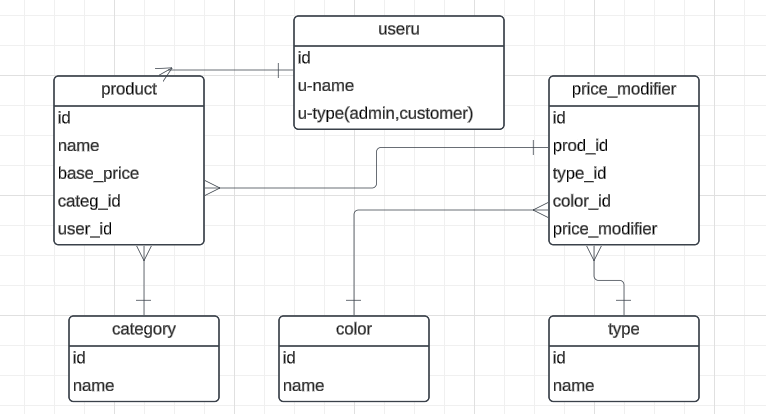 useru
id
u-name
u-type(admin,customer)
product
id
name
base_price
categ_id
user_id
price_modifier
id
prod_id
type_id
color_id
price_modifier
category
id
name
color
id
name
type
id
name